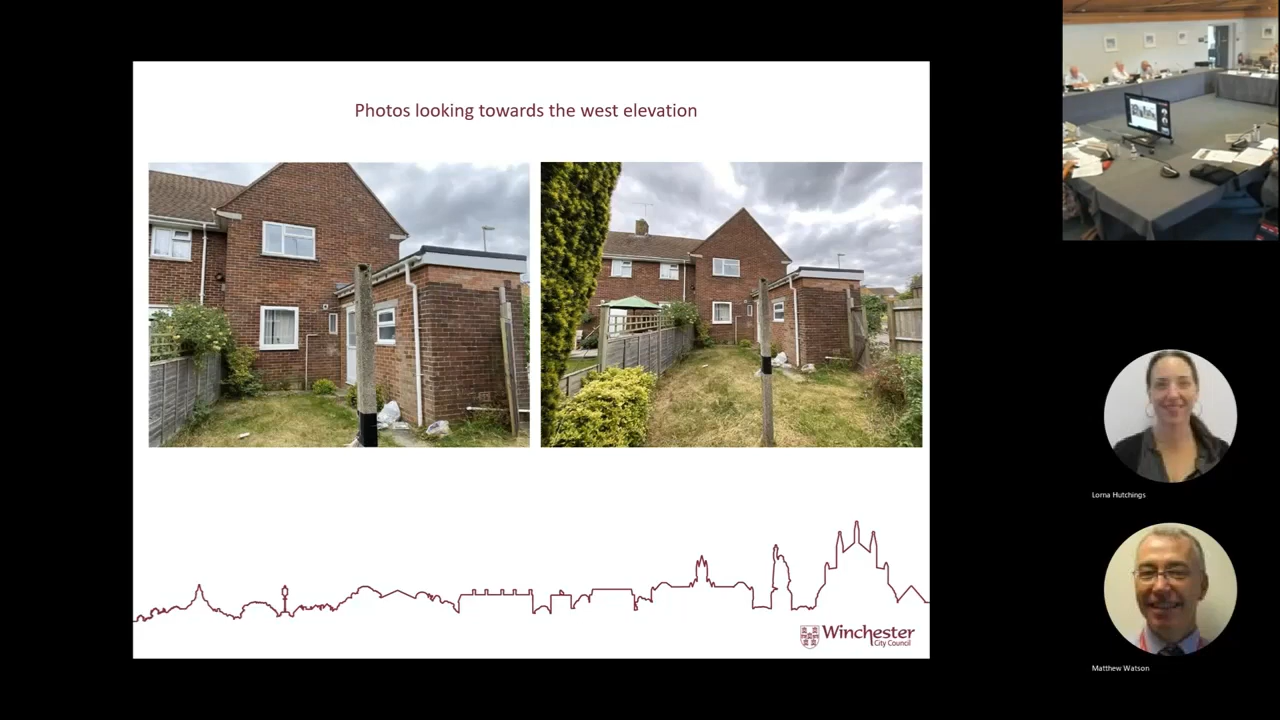 Photos looking towards the west elevation
Winchester
City Council
Lorna Hutchings
Matthew Watson